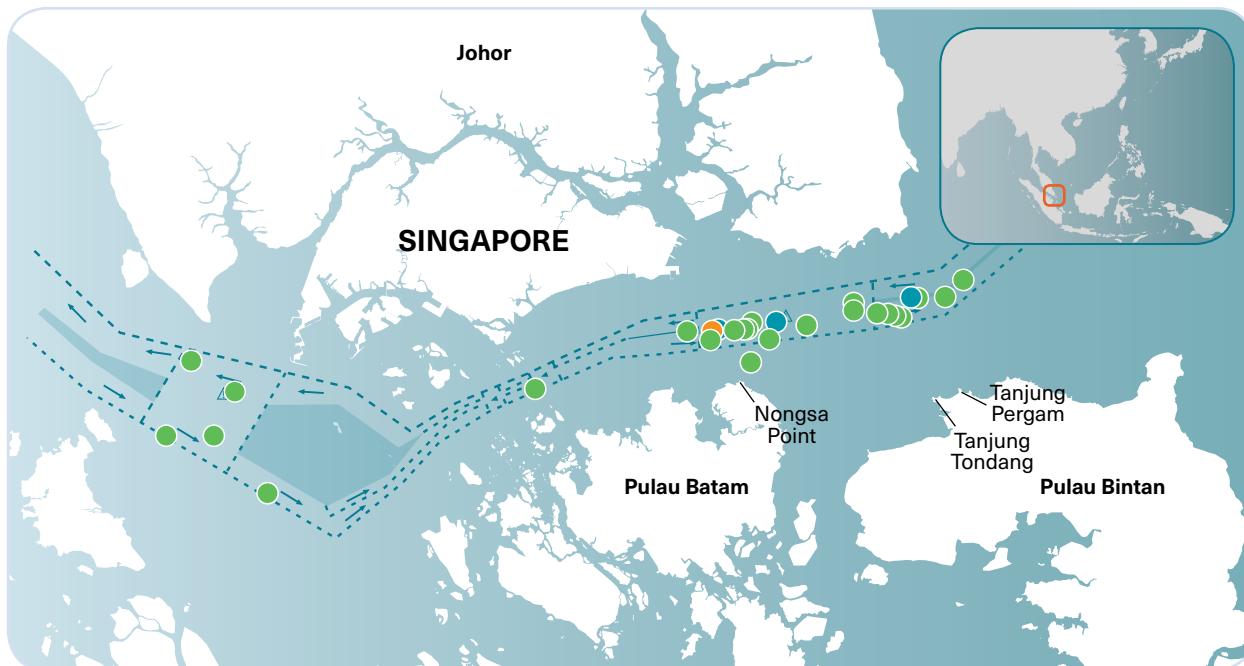 Johor
SINGAPORE
Nongsa
Point
Tanjung
Pergam
Tanjung
Tondang
Pulau Batam
Pulau Bintan